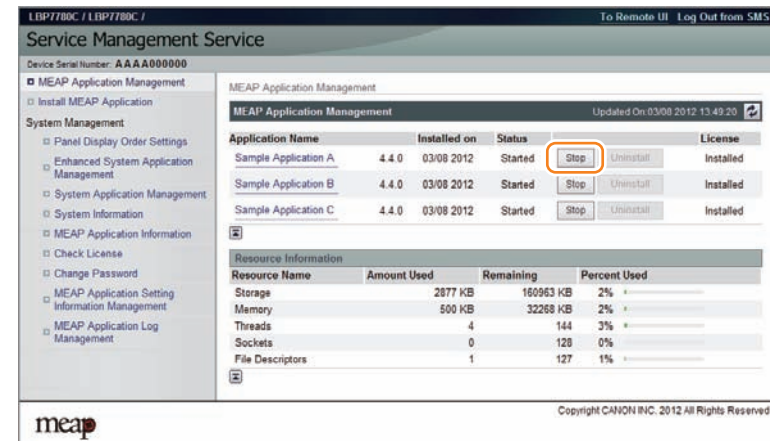 LBP7780C / LBP7780C / To Remote UI Log Out from SMS
Service Management Service
Device Serial Number: AAAA000000
MEAP Application Management
Install MEAP Application
System Management
Panel Display Order Settings
Enhanced System Application
Management
System Application Management
System Information
MEAP Application Information
Check License
Change Password
MEAP Application Setting
Information Management
MEAP Application Log
Management
MEAP Application Management
MEAP Application Management Updated On:03/08 2012 13:49:20
Application Name Installed on Status License
Sample Application A 4.4.0 03/08 2012 Started Stop Uninstall Installed
Sample Application B 4.4.0 03/08 2012 Started Stop Uninstall Installed
Sample Application C 4.4.0 03/08 2012 Started Stop Uninstall Installed
Resource Information
Resource Name Amount Used Remaining Percent Used
Storage 2877 KB 160963 KB 2%
Memory 500 KB 32268 KB 2%
Threads 4 144 3%
Sockets 0 128 0%
File Descriptors 1 127 1%
Copyright CANON INC. 2012 All Rights Reserved
meap